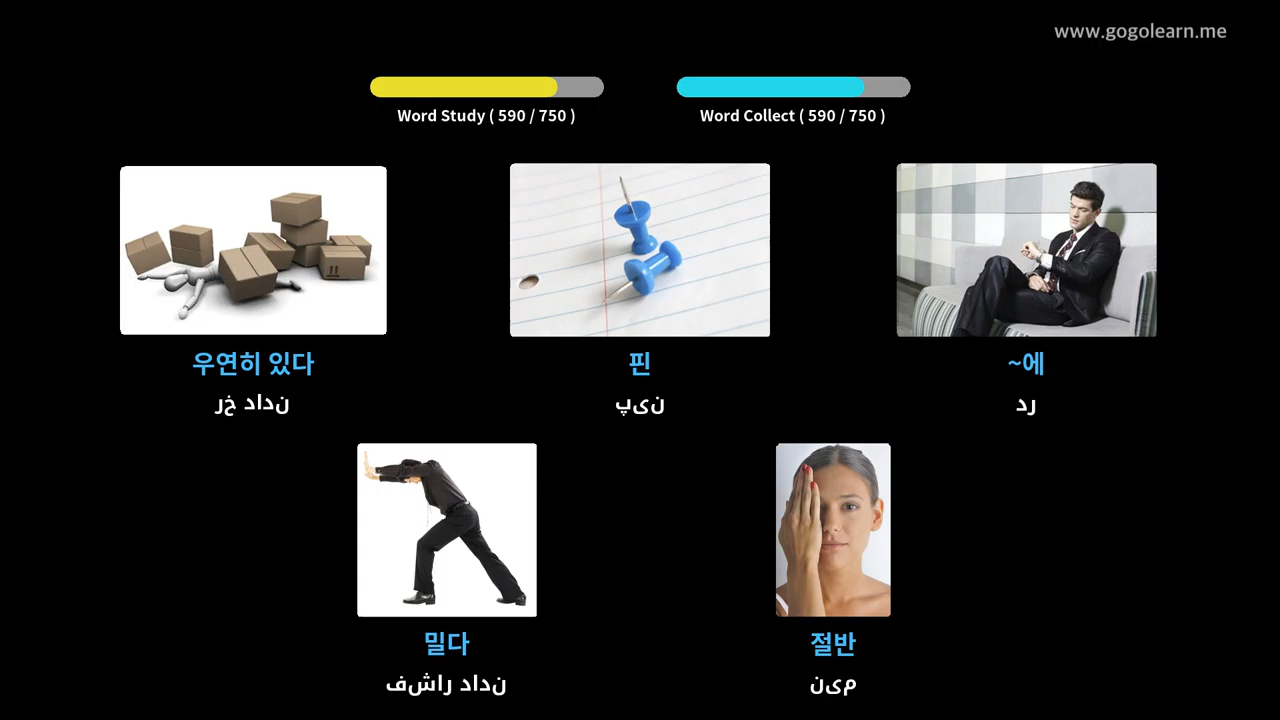 www.gogolearn.me
Word Study ( 590 / 750 )
Word Collect ( 590 / 750 )
우연히 있다
رخ دادن
핀
پین
~에
در
밀다
فشار دادن
절반
نیم